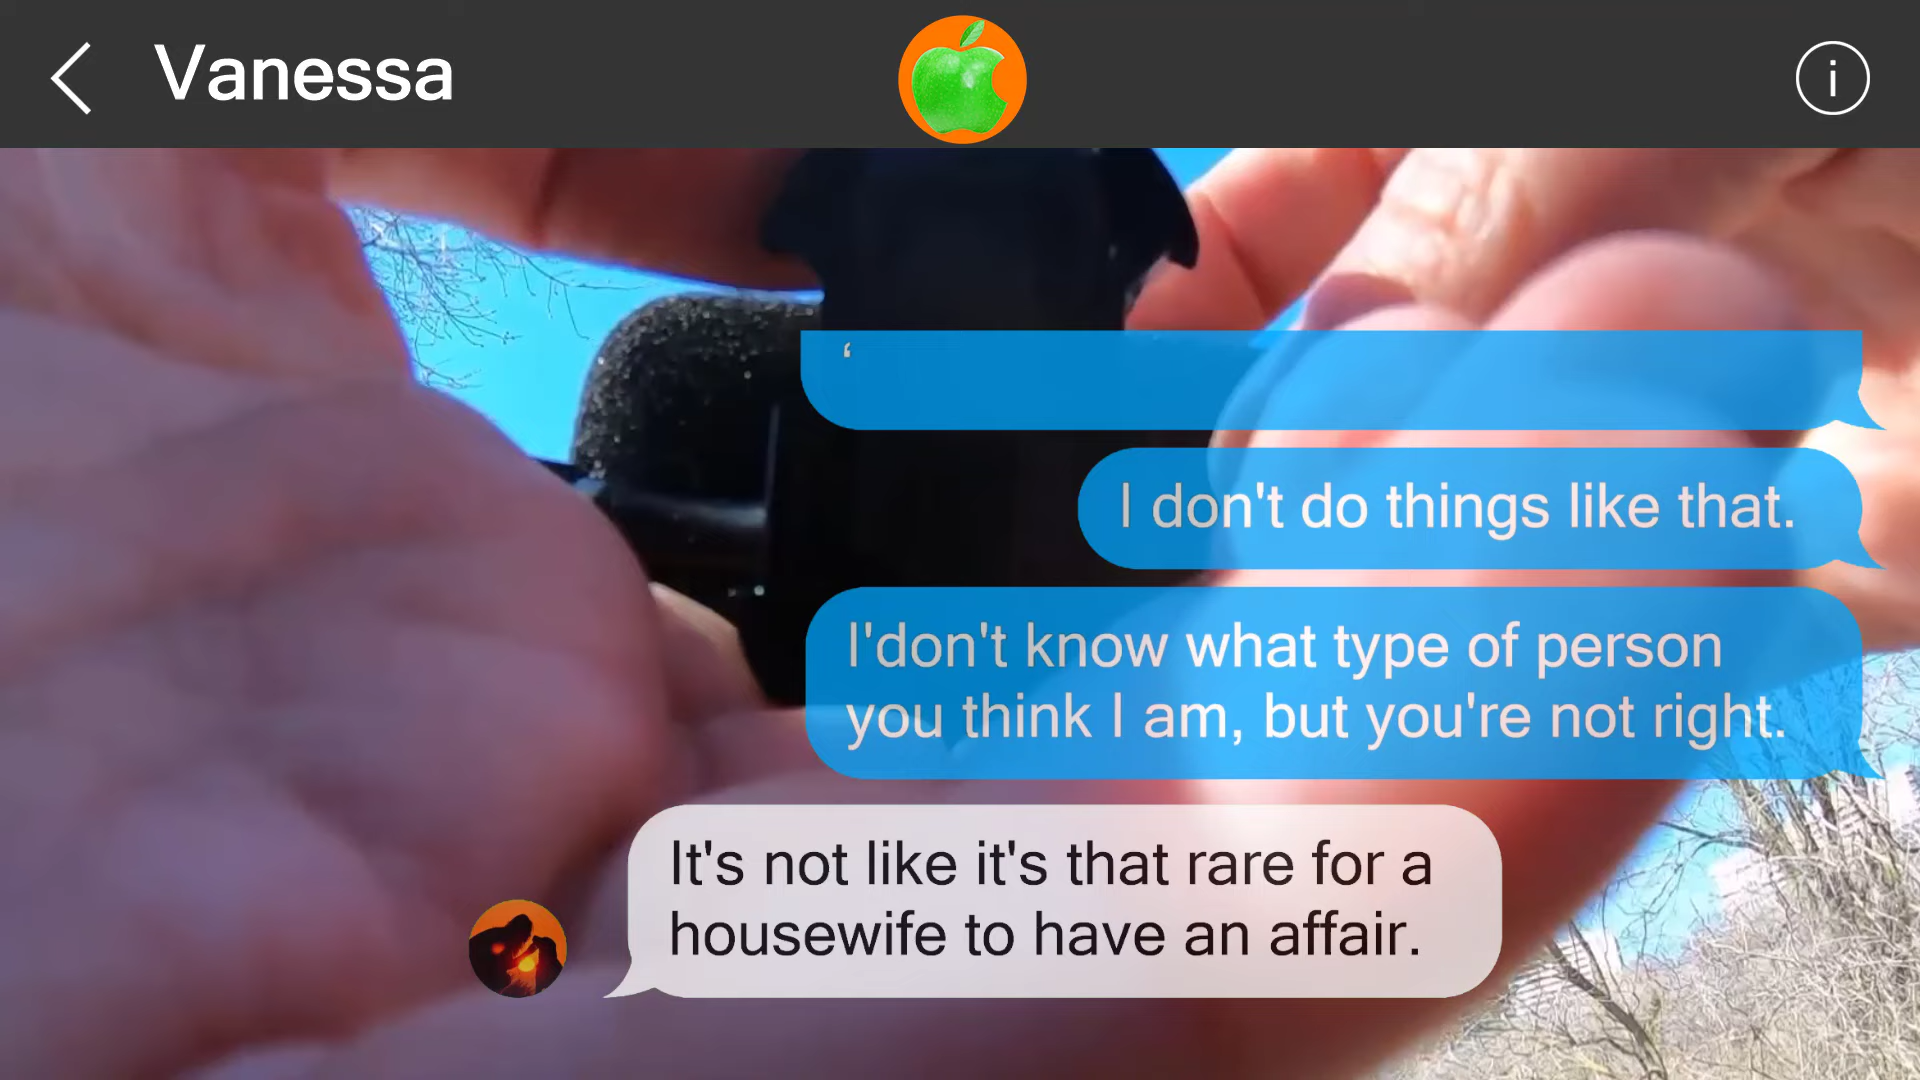 Vanessa
i
I don't do things like that.
I'don't know what type of person
you think I am, but you're not right.
It's not like it's that rare for a
housewife to have an affair.